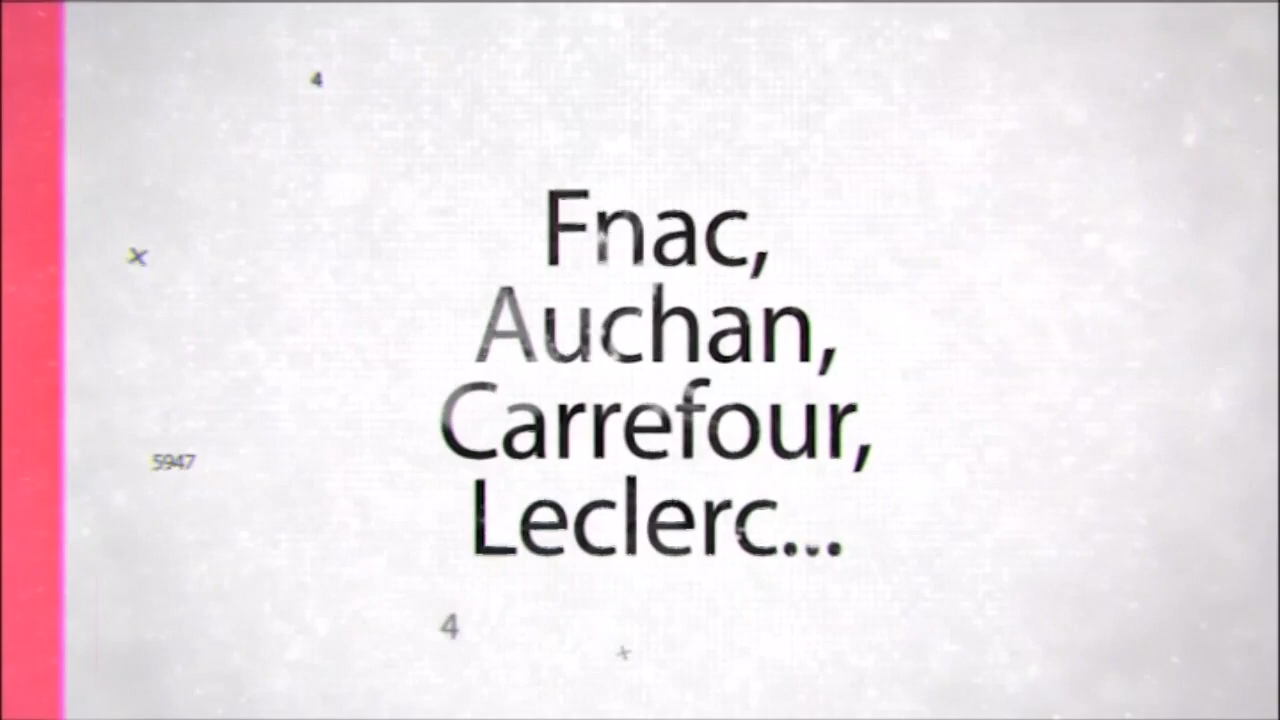 4
Fnac,
Auchan,
×
Carrefour,
5947
Leclerc...
4
+